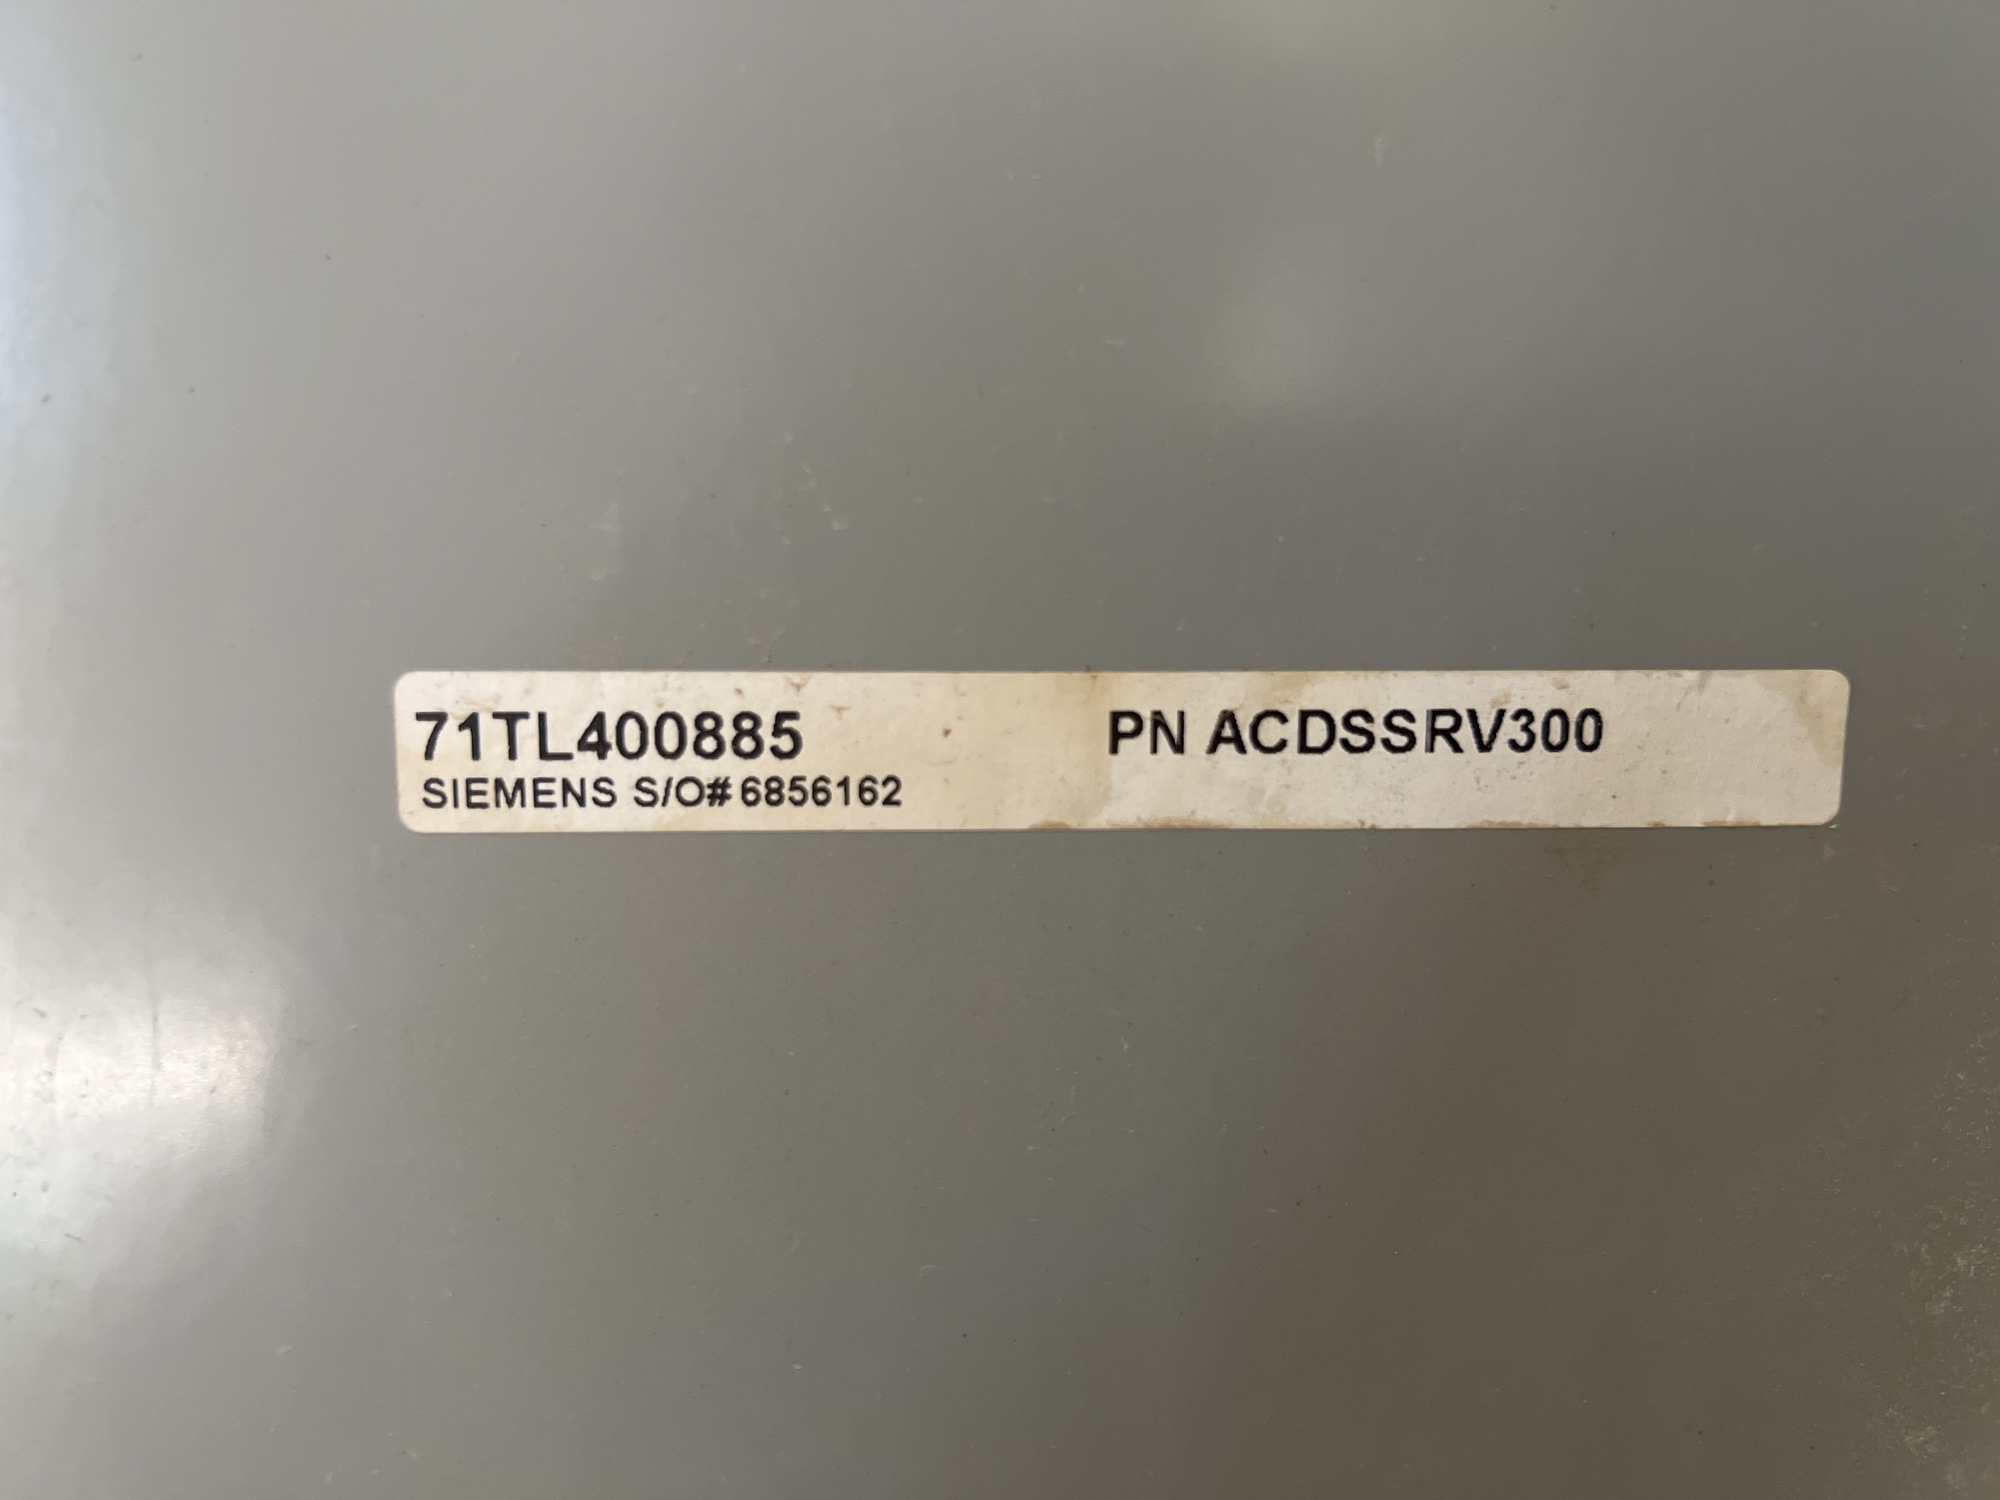 71TL400885 PN ACDSSRV300
SIEMENS S/O# 6856162